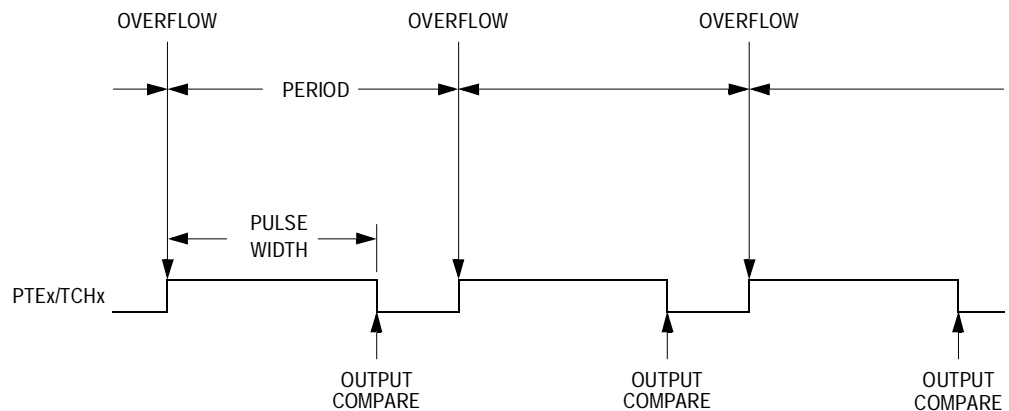 OVERFLOW
OVERFLOW
OVERFLOW
PERIOD
PULSE
WIDTH
PTEx/TCHx
OUTPUT
COMPARE
OUTPUT
COMPARE
OUTPUT
COMPARE